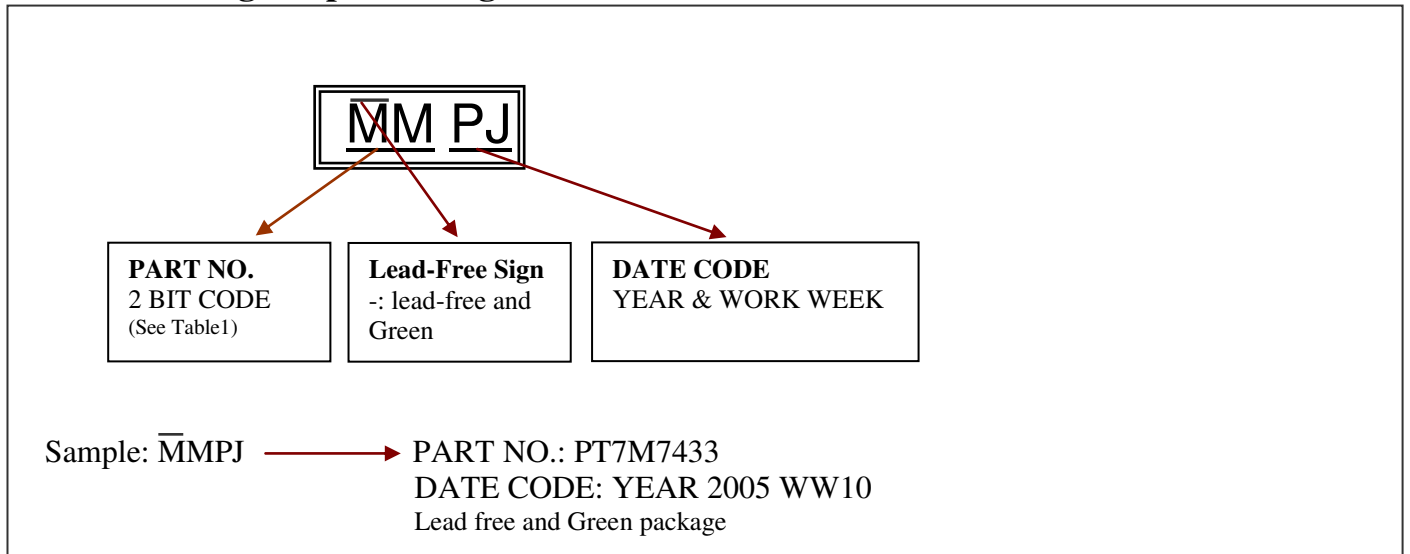 M̅M PJ
PART NO.
2 BIT CODE
(See Table1)
Lead-Free Sign
-: lead-free and
Green
DATE CODE
YEAR & WORK WEEK
Sample: M̅MPJ
PART NO.: PT7M7433
DATE CODE: YEAR 2005 WW10
Lead free and Green package